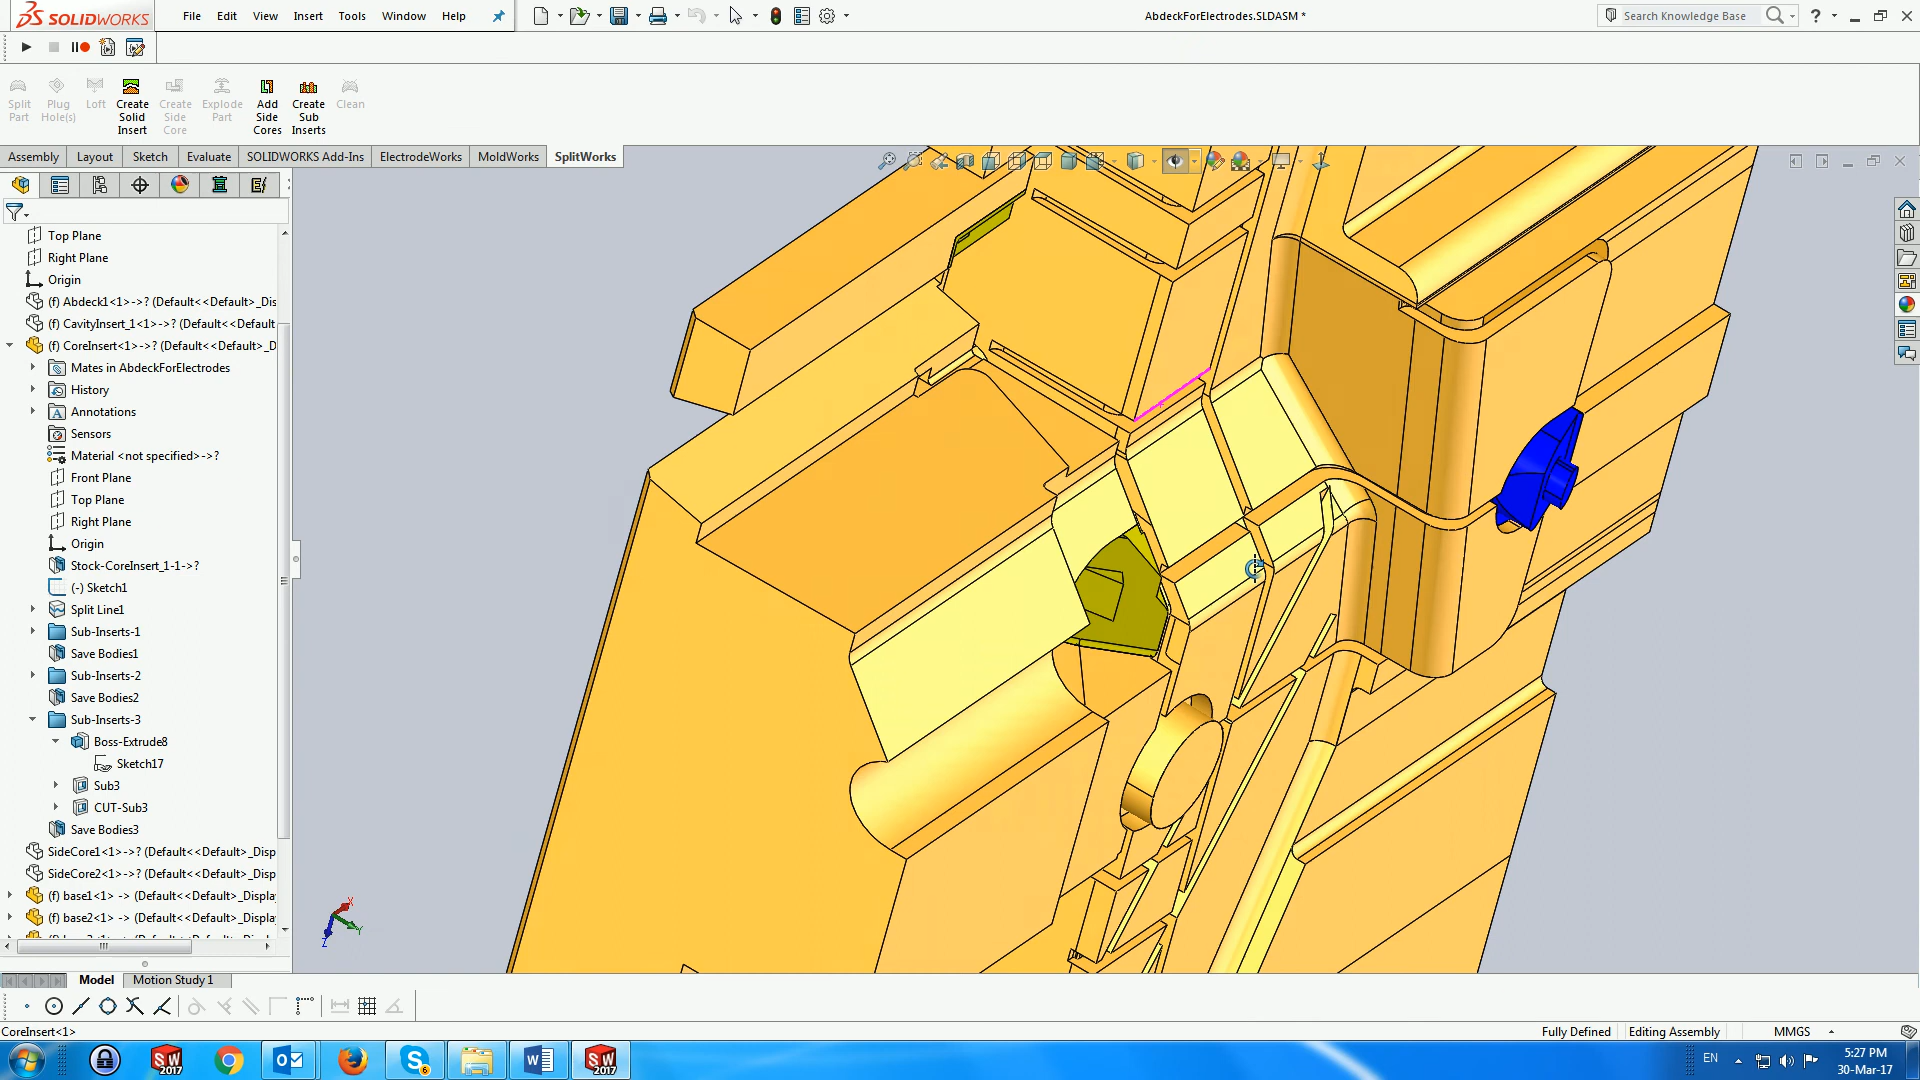 SOLIDWORKS
File Edit View Insert Tools Window Help
AbdeckForElectrodes.SLDASM *
Search Knowledge Base
Split Part
Plug Hole(s)
Loft
Create Solid Insert
Create Side Core
Explode Part
Add Side Cores
Create Sub Inserts
Clean
Assembly Layout Sketch Evaluate SOLIDWORKS Add-Ins ElectrodeWorks MoldWorks SplitWorks
Top Plane
Right Plane
Origin
(f) Abdeck1<1>->? (Default<<Default>_Dis
(f) CavityInsert_1<1>->? (Default<<Default
(f) CoreInsert<1>->? (Default<<Default>_D
Mates in AbdeckForElectrodes
History
Annotations
Sensors
Material <not specified>->?
Front Plane
Top Plane
Right Plane
Origin
Stock-CoreInsert_1-1->?
(-) Sketch1
Split Line1
Sub-Inserts-1
Save Bodies1
Sub-Inserts-2
Save Bodies2
Sub-Inserts-3
Boss-Extrude8
Sketch17
Sub3
CUT-Sub3
Save Bodies3
SideCore1<1>->? (Default<<Default>_Disp
SideCore2<1>->? (Default<<Default>_Disp
(f) base1<1> -> (Default<<Default>_Displa
(f) base2<1> -> (Default<<Default>_Displa
X
Y
Z
Model Motion Study 1
CoreInsert<1>
Fully Defined Editing Assembly MMGS
SW 2017
SW 2017
6
EN
5:27 PM
30-Mar-17